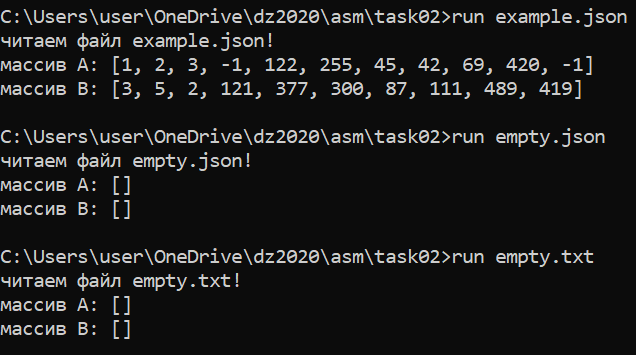 C:\Users\user\OneDrive\dz2020\asm\task02>run example.json
читаем файл example.json!
массив A: [1, 2, 3, -1, 122, 255, 45, 42, 69, 420, -1]
массив B: [3, 5, 2, 121, 377, 300, 87, 111, 489, 419]
C:\Users\user\OneDrive\dz2020\asm\task02>run empty.json
читаем файл empty.json!
массив A: []
массив B: []
C:\Users\user\OneDrive\dz2020\asm\task02>run empty.txt
читаем файл empty.txt!
массив A: []
массив B: []